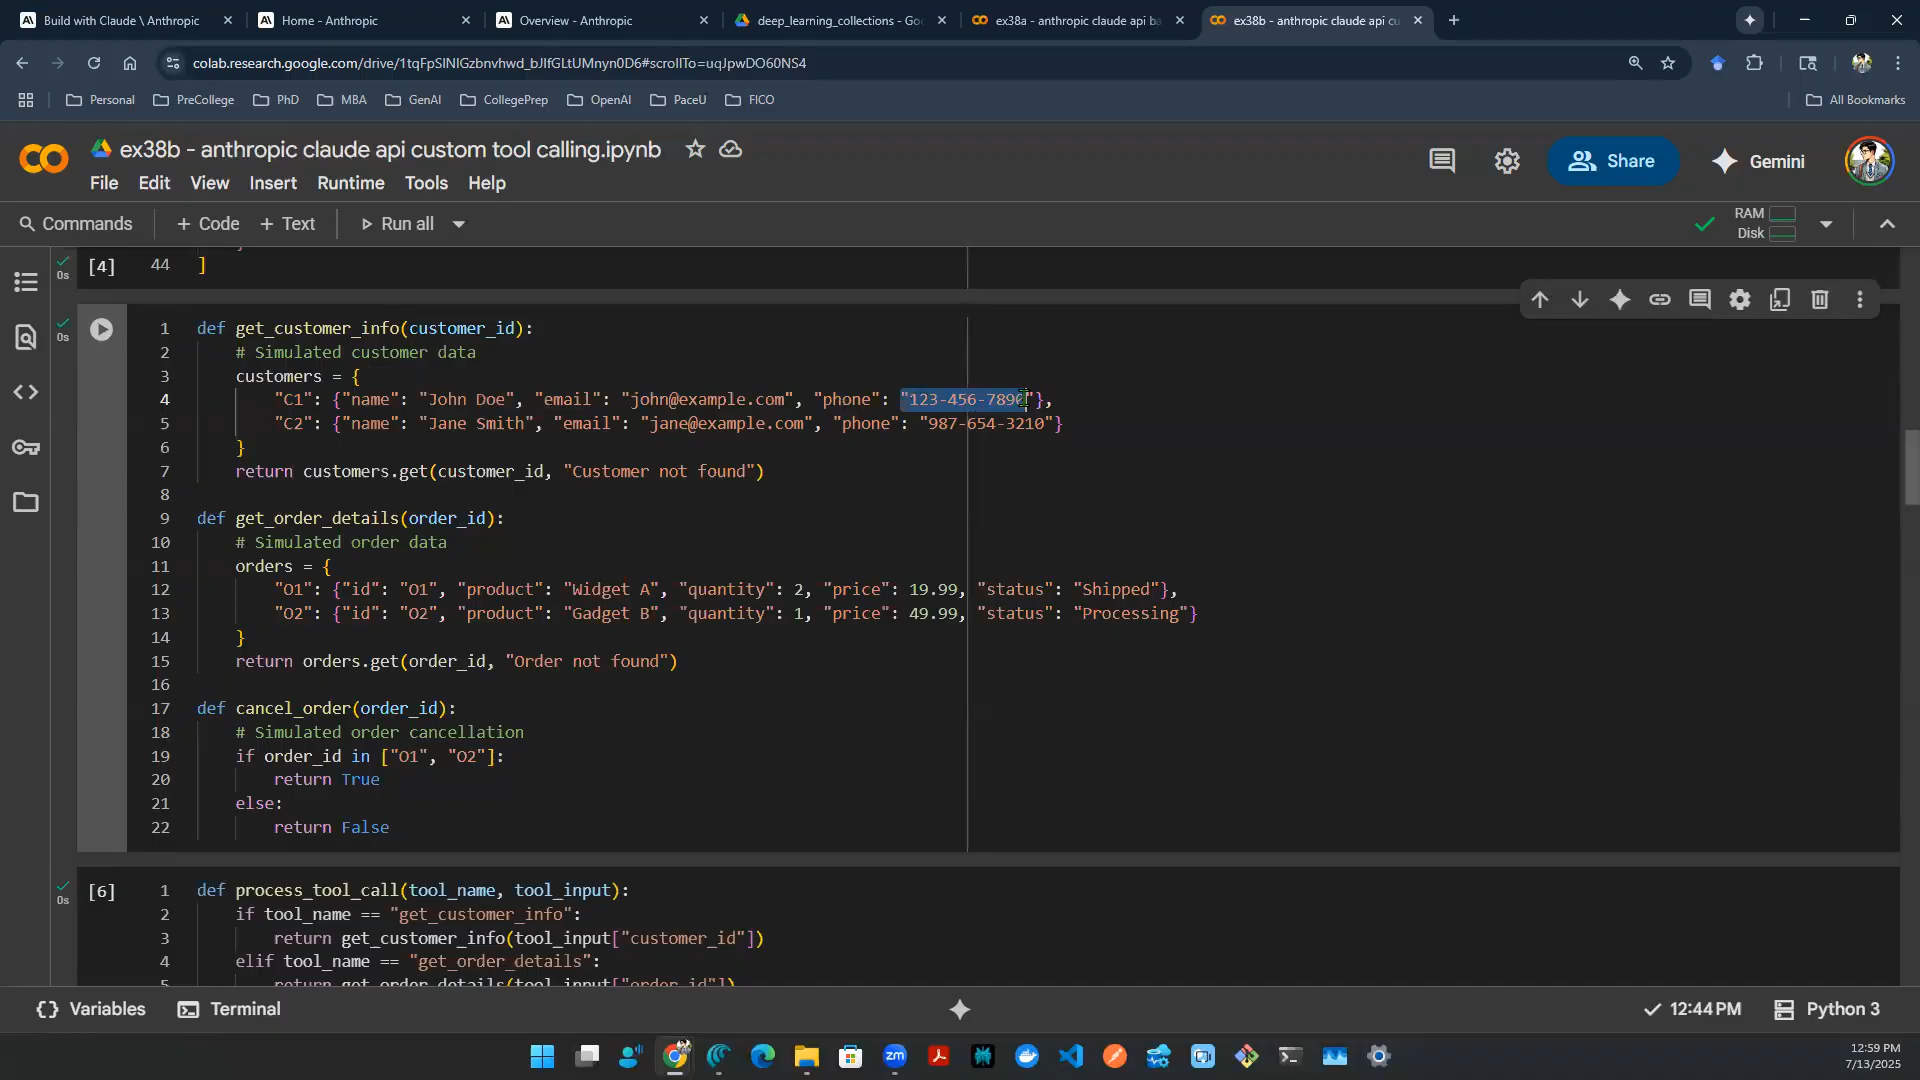 Build with Claude \ Anthropic
Home - Anthropic
Overview - Anthropic
deep_learning_collections - Goo
ex38a - anthropic claude api ba
ex38b - anthropic claude api cu
colab.research.google.com/drive/1tqFpSlNlGzbnvhwd_bJlfGLtUMnyn0D6#scrollTo=uqJpwDO60NS4
Personal
PreCollege
PhD
MBA
GenAI
CollegePrep
OpenAI
PaceU
FICO
All Bookmarks
ex38b - anthropic claude api custom tool calling.ipynb
Share
Gemini
File Edit View Insert Runtime Tools Help
Commands + Code + Text Run all
RAM
Disk
0s [4] 44 ]
0s
1 def get_customer_info(customer_id):
2 # Simulated customer data
3 customers = {
4 "C1": {"name": "John Doe", "email": "john@example.com", "phone": "123-456-7890"},
5 "C2": {"name": "Jane Smith", "email": "jane@example.com", "phone": "987-654-3210"}
6 }
7 return customers.get(customer_id, "Customer not found")
8
9 def get_order_details(order_id):
10 # Simulated order data
11 orders = {
12 "O1": {"id": "O1", "product": "Widget A", "quantity": 2, "price": 19.99, "status": "Shipped"},
13 "O2": {"id": "O2", "product": "Gadget B", "quantity": 1, "price": 49.99, "status": "Processing"}
14 }
15 return orders.get(order_id, "Order not found")
16
17 def cancel_order(order_id):
18 # Simulated order cancellation
19 if order_id in ["O1", "O2"]:
20 return True
21 else:
22 return False
0s [6]
1 def process_tool_call(tool_name, tool_input):
2 if tool_name == "get_customer_info":
3 return get_customer_info(tool_input["customer_id"])
4 elif tool_name == "get_order_details":
5 return get_order_details(tool_input["order_id"])
Variables
Terminal
12:44 PM
Python 3
zm
12:59 PM
7/13/2025